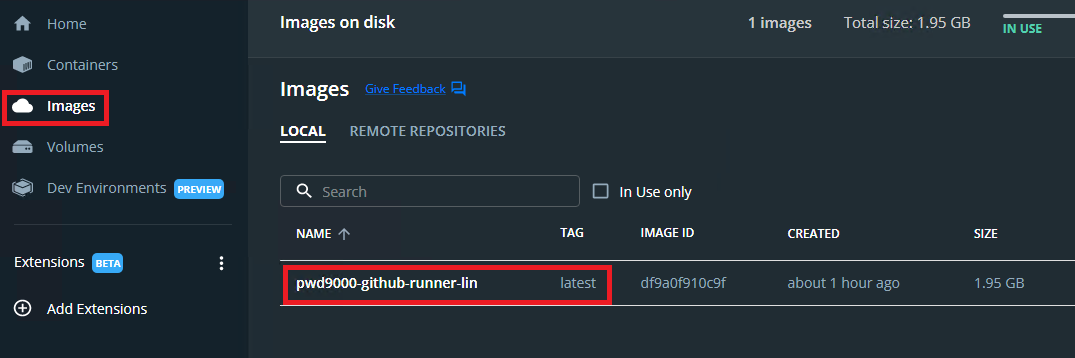 Home
Containers
Images
Volumes
Dev Environments PREVIEW
Extensions BETA
Add Extensions
Images on disk 1 images Total size: 1.95 GB IN USE
Images Give Feedback
LOCAL REMOTE REPOSITORIES
Search In Use only
NAME TAG IMAGE ID CREATED SIZE
pwd9000-github-runner-lin latest df9a0f910c9f about 1 hour ago 1.95 GB